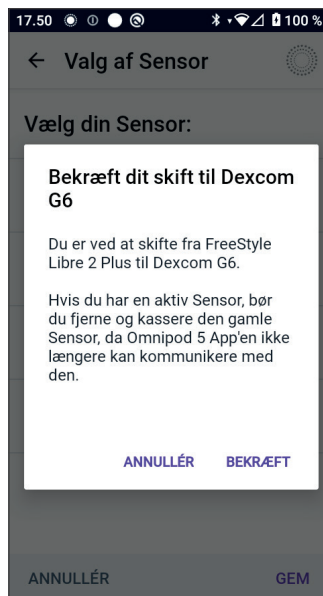 17.50 100 %
Valg af Sensor
Vælg din Sensor:
Bekræft dit skift til Dexcom
G6
Du er ved at skifte fra FreeStyle
Libre 2 Plus til Dexcom G6.
Hvis du har en aktiv Sensor, bør
du fjerne og kassere den gamle
Sensor, da Omnipod 5 App'en ikke
længere kan kommunikere med
den.
ANNULLÉR BEKRÆFT
ANNULLÉR GEM